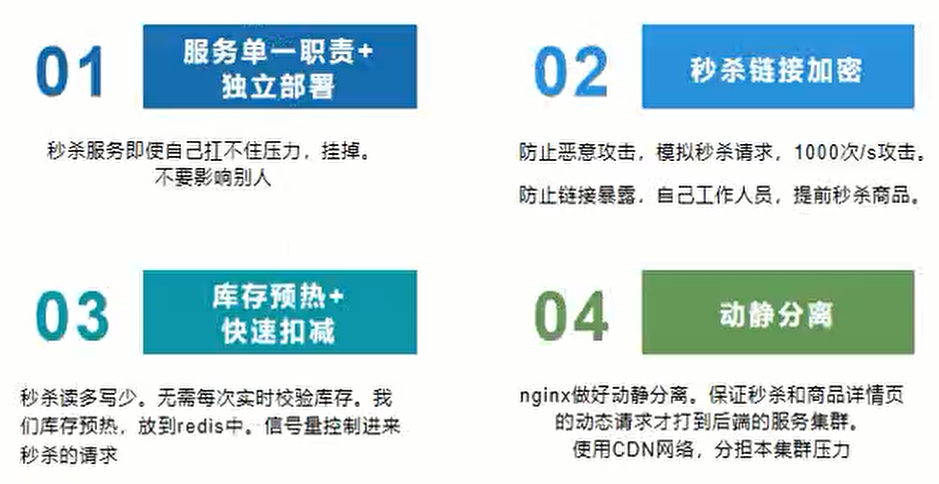 01
服务单一职责+
独立部署
秒杀服务即使自己扛不住压力，挂掉。
不要影响别人
02
秒杀链接加密
防止恶意攻击，模拟秒杀请求，1000次/s攻击。
防止链接暴露，自己工作人员，提前秒杀商品。
03
库存预热+
快速扣减
秒杀读多写少。无需每次实时校验库存。我
们库存预热，放到redis中。信号量控制进来
秒杀的请求
04
动静分离
nginx做好动静分离。保证秒杀和商品详情页
的动态请求才打到后端的服务集群。
使用CDN网络，分担本集群压力